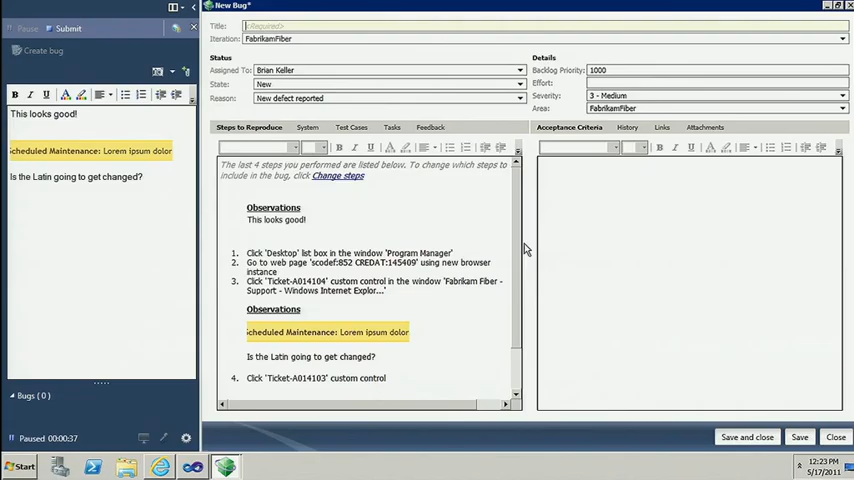 New Bug*
Pause Submit
Title: <Required>
Iteration: FabrikamFiber
Create bug
Status
Details
Assigned To: Brian Keller
Backlog Priority: 1000
State: New
Effort:
Reason: New defect reported
Severity: 3 - Medium
Area: FabrikamFiber
B I U A
This looks good!
Scheduled Maintenance: Lorem ipsum dolor
Is the Latin going to get changed?
Steps to Reproduce System Test Cases Tasks Feedback
Acceptance Criteria History Links Attachments
B I U A
B I U A
The last 4 steps you performed are listed below. To change which steps to
include in the bug, click Change steps
Observations
This looks good!
1. Click 'Desktop' list box in the window 'Program Manager'
2. Go to web page 'scodef:852 CREDAT:145409' using new browser
instance
3. Click 'Ticket-A014104' custom control in the window 'Fabrikam Fiber -
Support - Windows Internet Explor...'
Observations
Scheduled Maintenance: Lorem ipsum dolor
Is the Latin going to get changed?
4. Click 'Ticket-A014103' custom control
Bugs ( 0 )
Paused 00:00:37
Save and close Save Close
Start
12:23 PM
5/17/2011